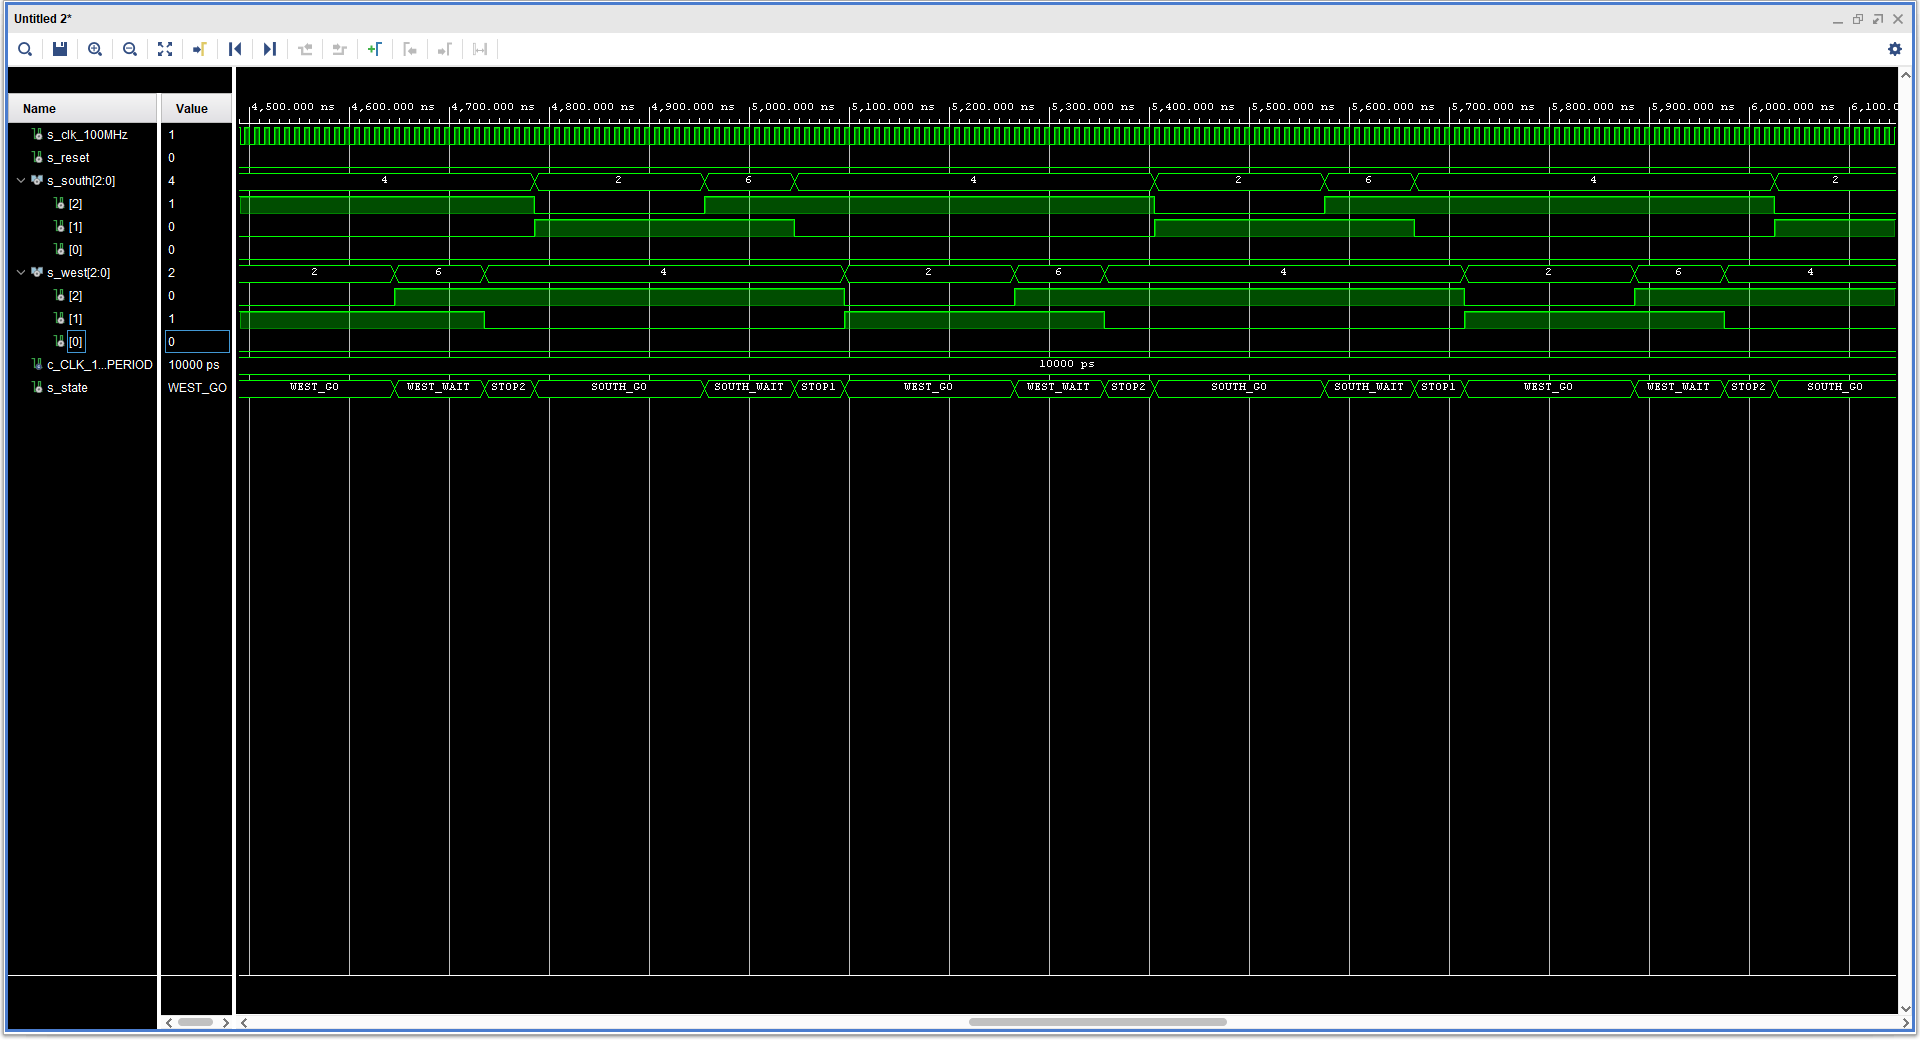 Untitled 2*
Name Value
4,500.000 ns 4,600.000 ns 4,700.000 ns 4,800.000 ns 4,900.000 ns 5,000.000 ns 5,100.000 ns 5,200.000 ns 5,300.000 ns 5,400.000 ns 5,500.000 ns 5,600.000 ns 5,700.000 ns 5,800.000 ns 5,900.000 ns 6,000.000 ns 6,100.0
s_clk_100MHz 1
s_reset 0
s_south[2:0] 4 4 2 6 4 2 6 4 2
[2] 1
[1] 0
[0] 0
s_west[2:0] 2 2 6 4 2 6 4 2 6 4
[2] 0
[1] 1
[0] 0
c_CLK_1...PERIOD 10000 ps 10000 ps
s_state WEST_GO WEST_GO WEST_WAIT STOP2 SOUTH_GO SOUTH_WAIT STOP1 WEST_GO WEST_WAIT STOP2 SOUTH_GO SOUTH_WAIT STOP1 WEST_GO WEST_WAIT STOP2 SOUTH_GO